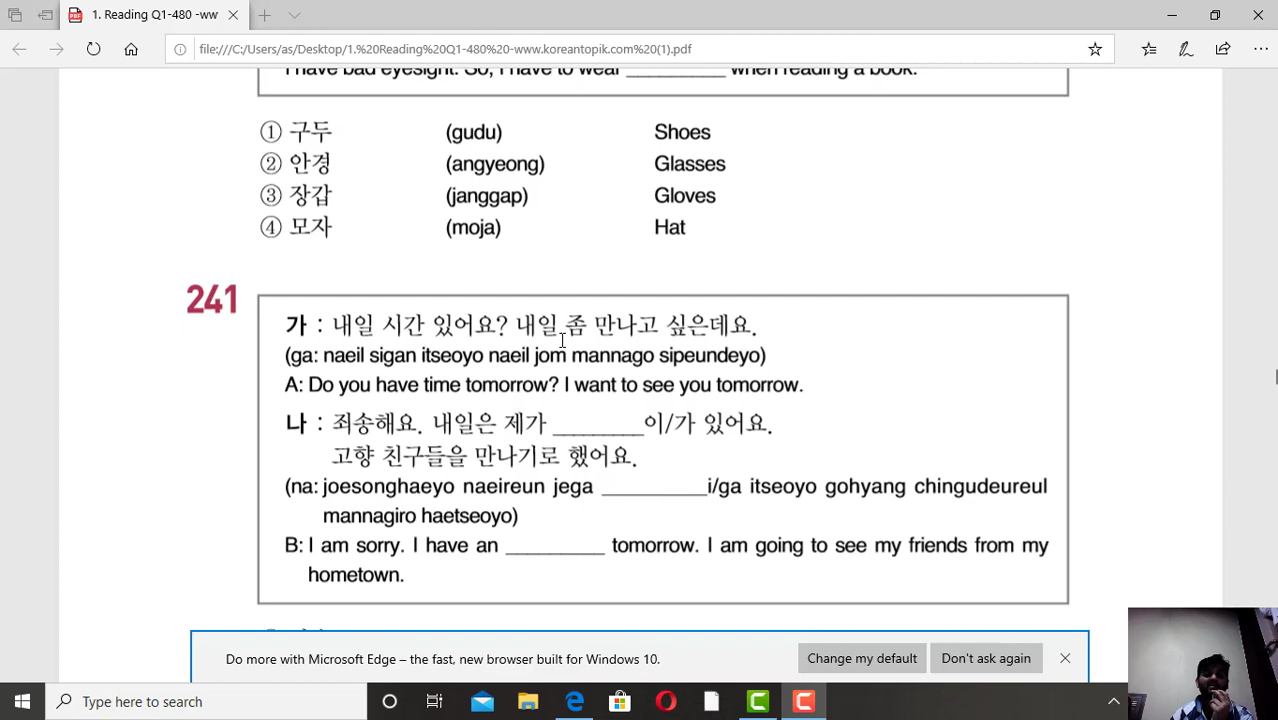 1. Reading Q1-480 -ww
file:///C:/Users/as/Desktop/1.%20Reading%20Q1-480%20-www.koreantopik.com%20(1).pdf
I have bad eyesight. So, I have to wear __________ when reading a book.
① 구두 (gudu) Shoes
② 안경 (angyeong) Glasses
③ 장갑 (janggap) Gloves
④ 모자 (moja) Hat
241
가 : 내일 시간 있어요? 내일 좀 만나고 싶은데요.
(ga: naeil sigan itseoyo naeil jom mannago sipeundeyo)
A: Do you have time tomorrow? I want to see you tomorrow.
나 : 죄송해요. 내일은 제가 ________이/가 있어요.
고향 친구들을 만나기로 했어요.
(na: joesonghaeyo naeireun jega __________i/ga itseoyo gohyang chingudeureul
mannagiro haetseoyo)
B: I am sorry. I have an _________ tomorrow. I am going to see my friends from my
hometown.
Do more with Microsoft Edge – the fast, new browser built for Windows 10.
Change my default
Don't ask again
Type here to search